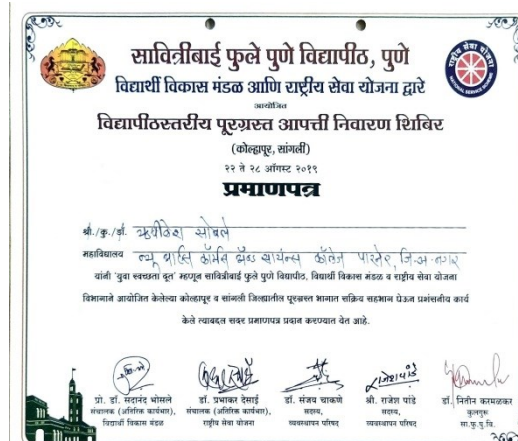 सावित्रीबाई फुले पुणे विद्यापीठ, पुणे
विद्यार्थी विकास मंडळ आणि राष्ट्रीय सेवा योजना द्वारे
आयोजित
विद्यापीठस्तरीय पूरग्रस्त आपत्ती निवारण शिबिर
(कोल्हापूर, सांगली)
२२ ते २८ ऑगस्ट २०१९
प्रमाणपत्र
श्री./कु./डॉ. ऋषीकेश सोबले
महाविद्यालय न्यू आर्टस कॉमर्स अँड सायन्स कॉलेज पारनेर, जि-अ-नगर
यांनी 'युवा स्वच्छता दूत' म्हणून सावित्रीबाई फुले पुणे विद्यापीठ, विद्यार्थी विकास मंडळ व राष्ट्रीय सेवा योजना
विभागाने आयोजित केलेल्या कोल्हापूर व सांगली जिल्ह्यातील पूरग्रस्त भागात सक्रिय सहभाग घेऊन प्रशंसनीय कार्य
केले त्याबद्दल सदर प्रमाणपत्र प्रदान करण्यात येत आहे.
राजेश पांडे
प्रो. डॉ. सदानंद भोसले
संचालक (अतिरिक्त कार्यभार),
विद्यार्थी विकास मंडळ
डॉ. प्रभाकर देसाई
संचालक (अतिरिक्त कार्यभार),
राष्ट्रीय सेवा योजना
डॉ. संजय चाकणे
सदस्य,
व्यवस्थापन परिषद
श्री. राजेश पांडे
सदस्य,
व्यवस्थापन परिषद
डॉ. नितीन करमळकर
कुलगुरू
सा.फु.पु.वि.